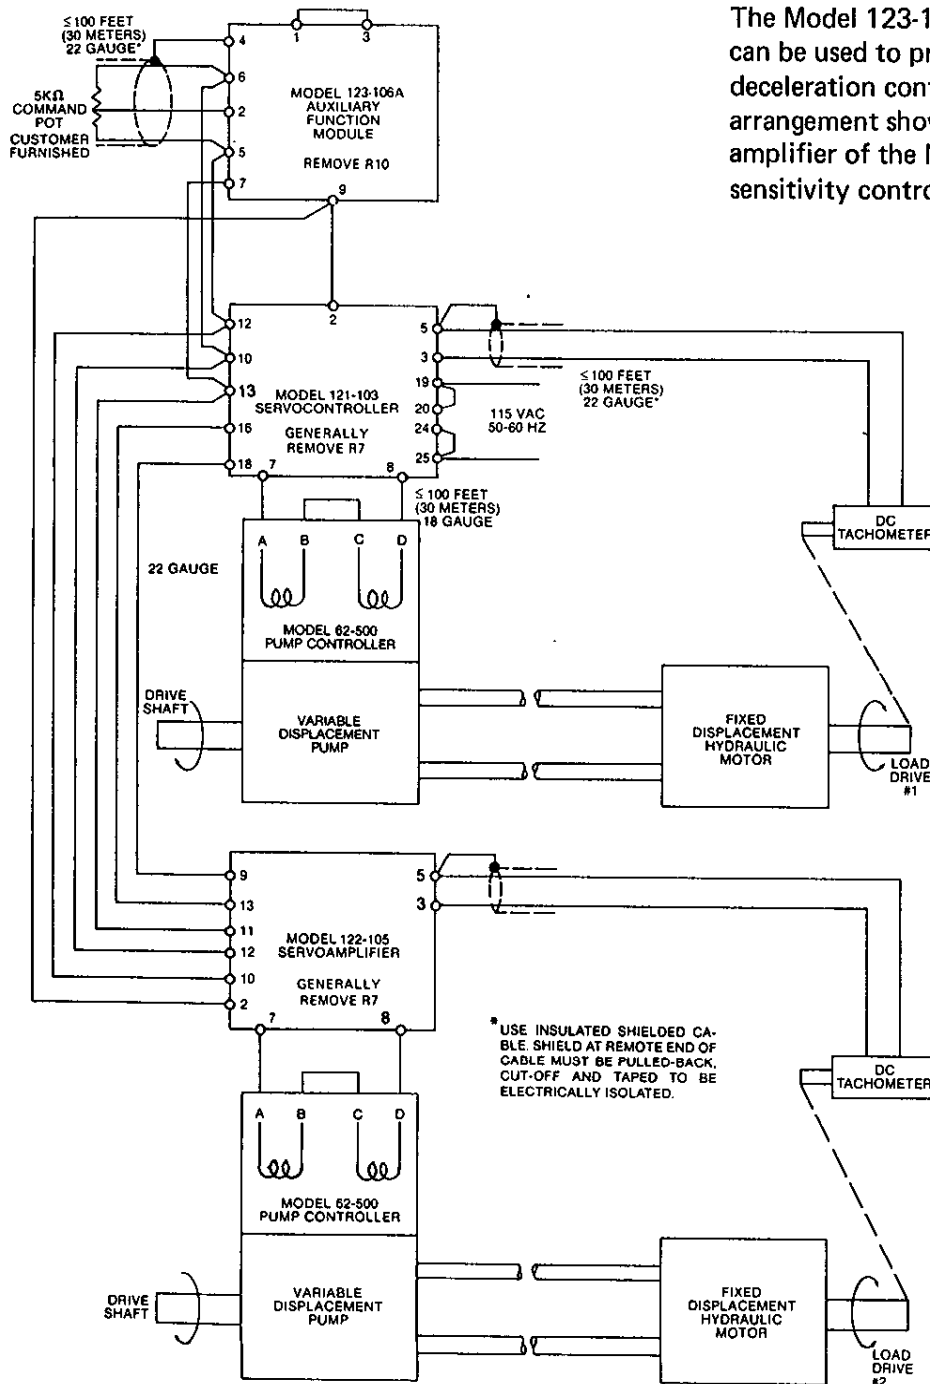 The Model 123-1
can be used to pr
deceleration cont
arrangement show
amplifier of the M
sensitivity contro
≤100 FEET
(30 METERS)
22 GAUGE*
5KΩ
COMMAND
POT
CUSTOMER
FURNISHED
1
3
4
6
2
5
7
9
MODEL 123-106A
AUXILIARY
FUNCTION
MODULE
REMOVE R10
2
12
10
13
16
18
5
3
19
20
24
25
7
8
MODEL 121-103
SERVOCONTROLLER
GENERALLY
REMOVE R7
≤100 FEET
(30 METERS)
22 GAUGE*
115 VAC
50-60 HZ
≤ 100 FEET
(30 METERS)
18 GAUGE
DC
TACHOMETER
22 GAUGE
A B C D
MODEL 62-500
PUMP CONTROLLER
DRIVE
SHAFT
VARIABLE
DISPLACEMENT
PUMP
FIXED
DISPLACEMENT
HYDRAULIC
MOTOR
LOAD
DRIVE
#1
9
13
11
12
10
2
5
3
7
8
MODEL 122-105
SERVOAMPLIFIER
GENERALLY
REMOVE R7
* USE INSULATED SHIELDED CA-
BLE. SHIELD AT REMOTE END OF
CABLE MUST BE PULLED-BACK,
CUT-OFF AND TAPED TO BE
ELECTRICALLY ISOLATED.
DC
TACHOMETER
A B C D
MODEL 62-500
PUMP CONTROLLER
DRIVE
SHAFT
VARIABLE
DISPLACEMENT
PUMP
FIXED
DISPLACEMENT
HYDRAULIC
MOTOR
LOAD
DRIVE
#2